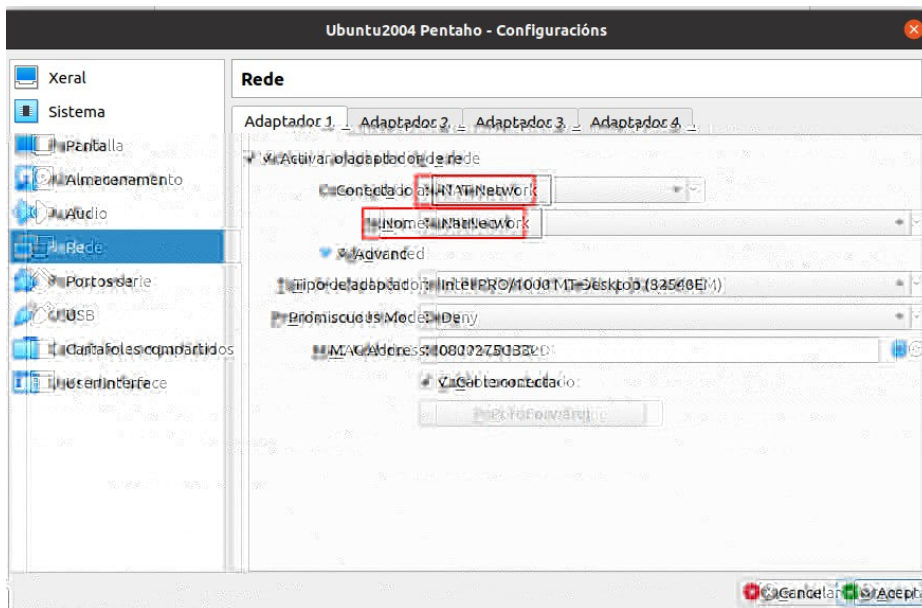 Ubuntu2004 Pentaho - Configuracións
Xeral
Sistema
Pantalla
Almacenamento
Audio
Rede
Portos serie
USB
Cartafoles compartidos
User Interface
Rede
Adaptador 1
Adaptador 2
Adaptador 3
Adaptador 4
Activar o adaptador de rede
Conectado a: NAT Network
Nome: NatNetwork
Advanced
Tipo de adaptador: Intel PRO/1000 MT Desktop (82540EM)
Promiscuous Mode: Deny
MAC Address:
Cable conectado
Port Forwarding
Cancelar